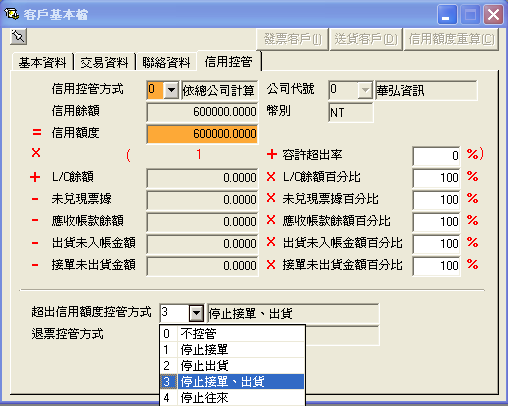 客戶基本檔
發票客戶(I) 送貨客戶(D) 信用額度重算(C)
基本資料 交易資料 聯絡資料 信用控管
信用控管方式 0 依總公司計算 公司代號 0 華弘資訊
信用餘額 600000.0000 幣別 NT
= 信用額度 600000.0000
× ( 1 + 容許超出率 0 %)
+ L/C餘額 0.0000 × L/C餘額百分比 100 %
- 未兌現票據 0.0000 × 未兌現票據百分比 100 %
- 應收帳款餘額 0.0000 × 應收帳款餘額百分比 100 %
- 出貨未入帳金額 0.0000 × 出貨未入帳金額百分比 100 %
- 接單未出貨金額 0.0000 × 接單未出貨金額百分比 100 %
超出信用額度控管方式 3 停止接單、出貨
退票控管方式
0 不控管
1 停止接單
2 停止出貨
3 停止接單、出貨
4 停止往來